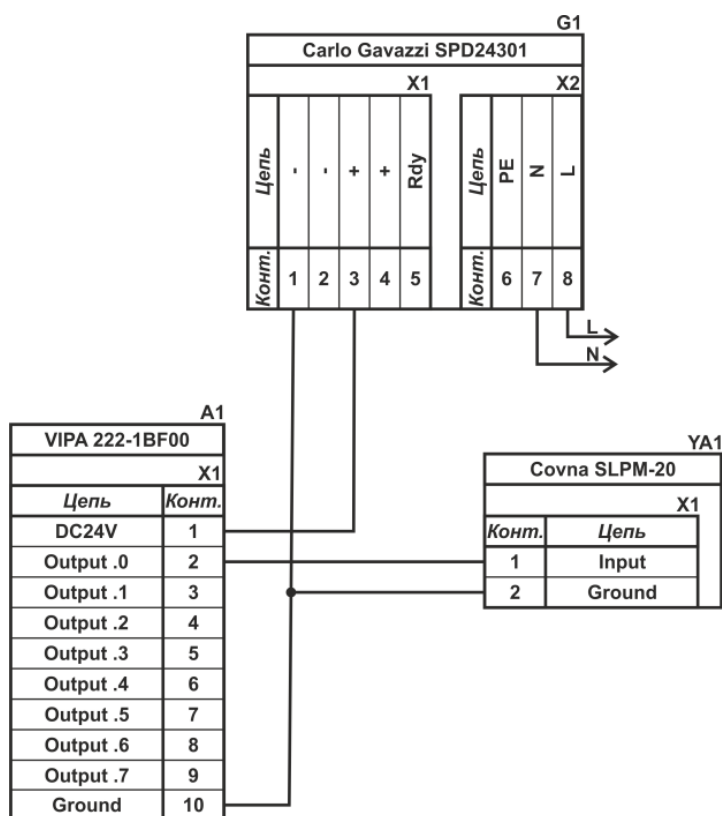 G1
Carlo Gavazzi SPD24301
X1
X2
Цепь - - + + Rdy
Цепь PE N L
Конт. 1 2 3 4 5
Конт. 6 7 8
L
N
A1
VIPA 222-1BF00
X1
Цепь Конт.
DC24V 1
Output .0 2
Output .1 3
Output .2 4
Output .3 5
Output .4 6
Output .5 7
Output .6 8
Output .7 9
Ground 10
YA1
Covna SLPM-20
X1
Конт. Цепь
1 Input
2 Ground